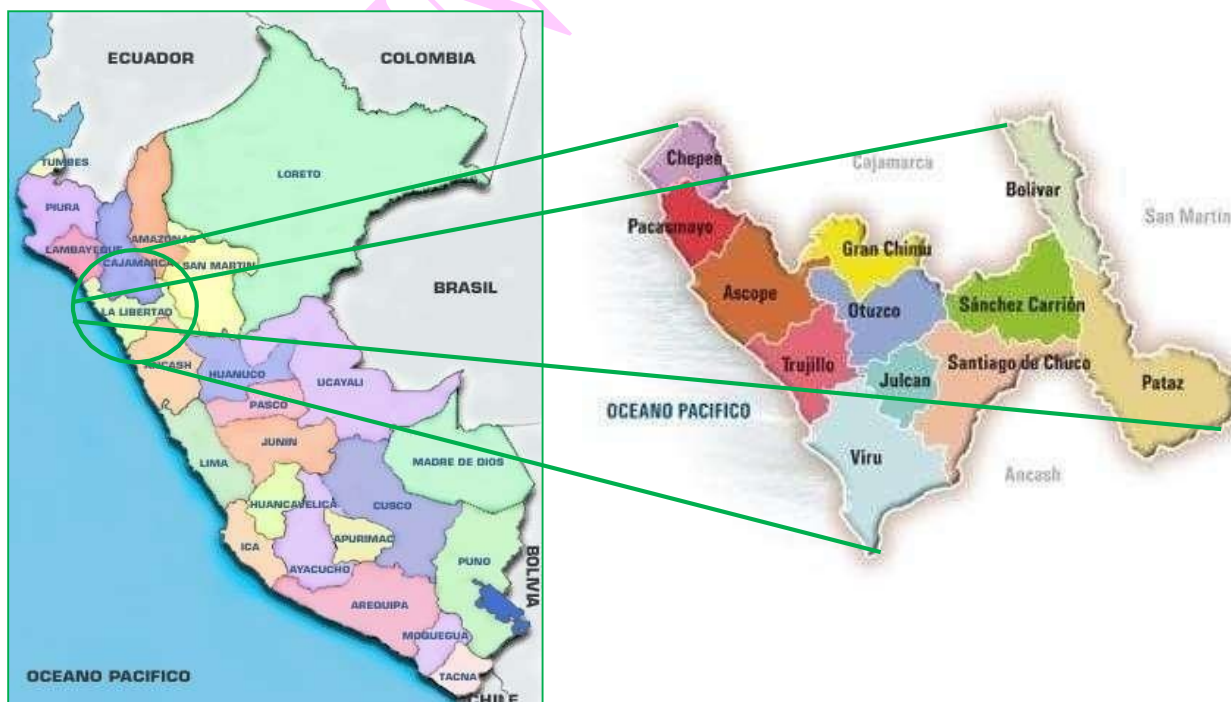 ECUADOR
COLOMBIA
TUMBES
LORETO
PIURA
AMAZONAS
LAMBAYEQUE
CAJAMARCA
SAN MARTIN
BRASIL
LA LIBERTAD
ANCASH
HUANUCO
UCAYALI
PASCO
JUNIN
LIMA
MADRE DE DIOS
HUANCAVELICA
CUSCO
ICA
APURIMAC
AYACUCHO
PUNO
BOLIVIA
AREQUIPA
MOQUEGUA
TACNA
OCEANO PACIFICO
CHILE
Chepen
Cajamarca
Bolivar
San Martin
Pacasmayo
Gran Chimu
Ascope
Otuzco
Sánchez Carrión
Trujillo
Julcan
Santiago de Chuco
Pataz
OCEANO PACIFICO
Viru
Ancash